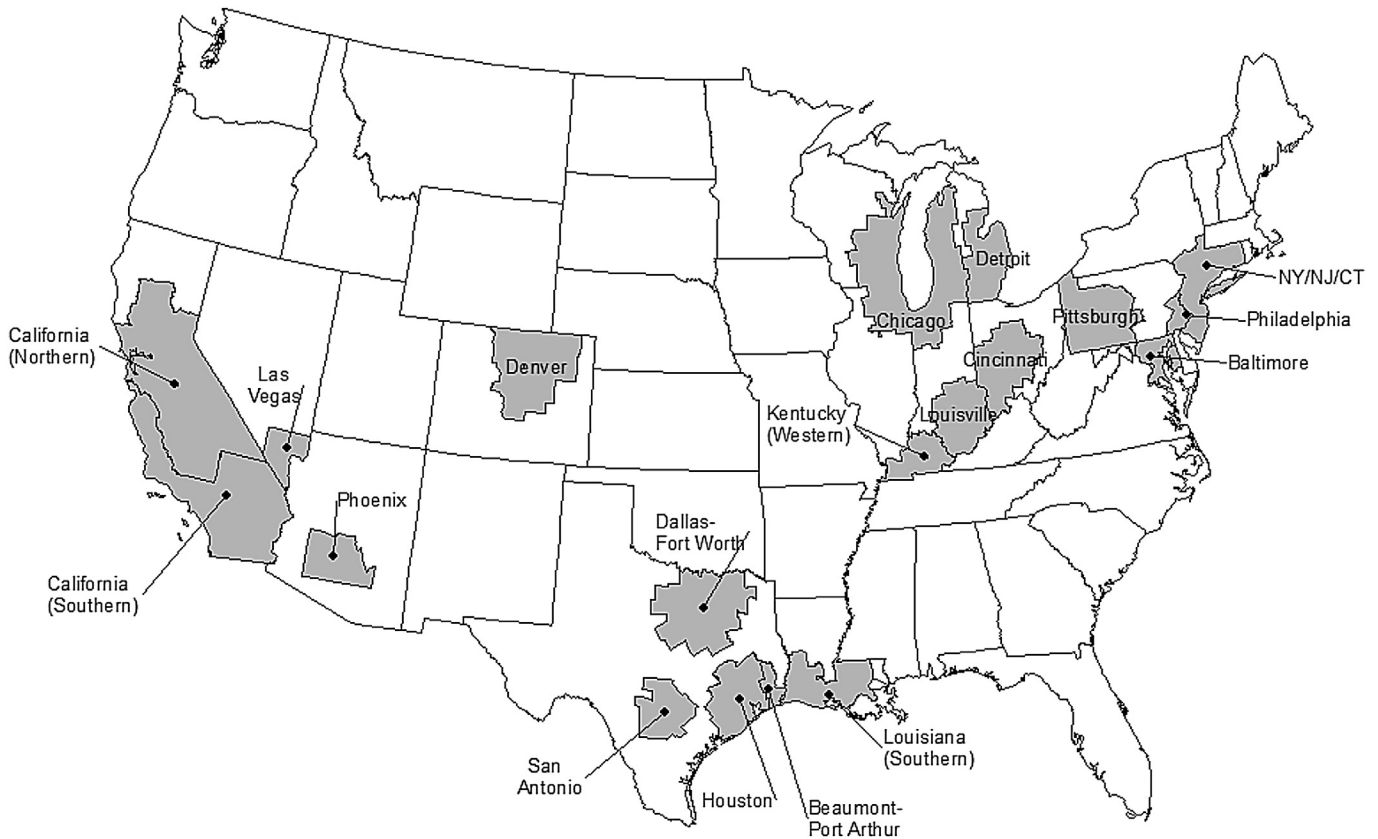 Detroit
NY/NJ/CT
Pittsburgh
Philadelphia
Chicago
California
(Northern)
Cincinnati
Baltimore
Denver
Las
Vegas
Kentucky
(Western)
Louisville
Phoenix
Dallas-
Fort Worth
California
(Southern)
Louisiana
(Southern)
San
Antonio
Houston
Beaumont-
Port Arthur